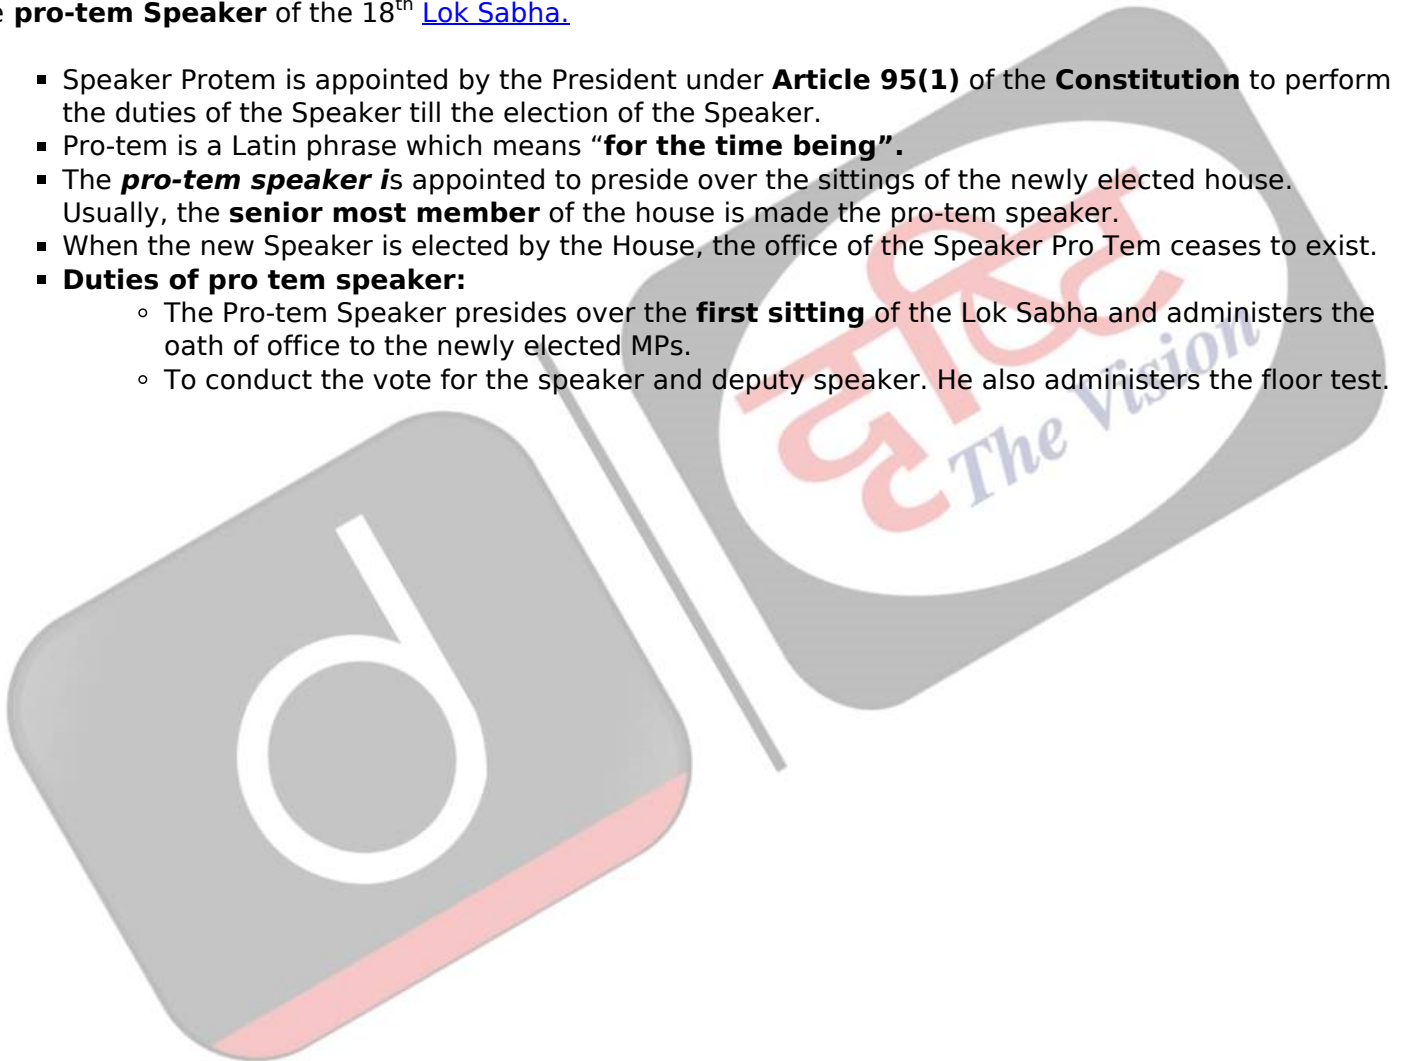 e pro-tem Speaker of the 18th Lok Sabha.
▪ Speaker Protem is appointed by the President under Article 95(1) of the Constitution to perform
the duties of the Speaker till the election of the Speaker.
▪ Pro-tem is a Latin phrase which means “for the time being”.
▪ The pro-tem speaker is appointed to preside over the sittings of the newly elected house.
Usually, the senior most member of the house is made the pro-tem speaker.
▪ When the new Speaker is elected by the House, the office of the Speaker Pro Tem ceases to exist.
▪ Duties of pro tem speaker:
◦ The Pro-tem Speaker presides over the first sitting of the Lok Sabha and administers the
oath of office to the newly elected MPs.
◦ To conduct the vote for the speaker and deputy speaker. He also administers the floor test.
दृष्टि
The Vision
d